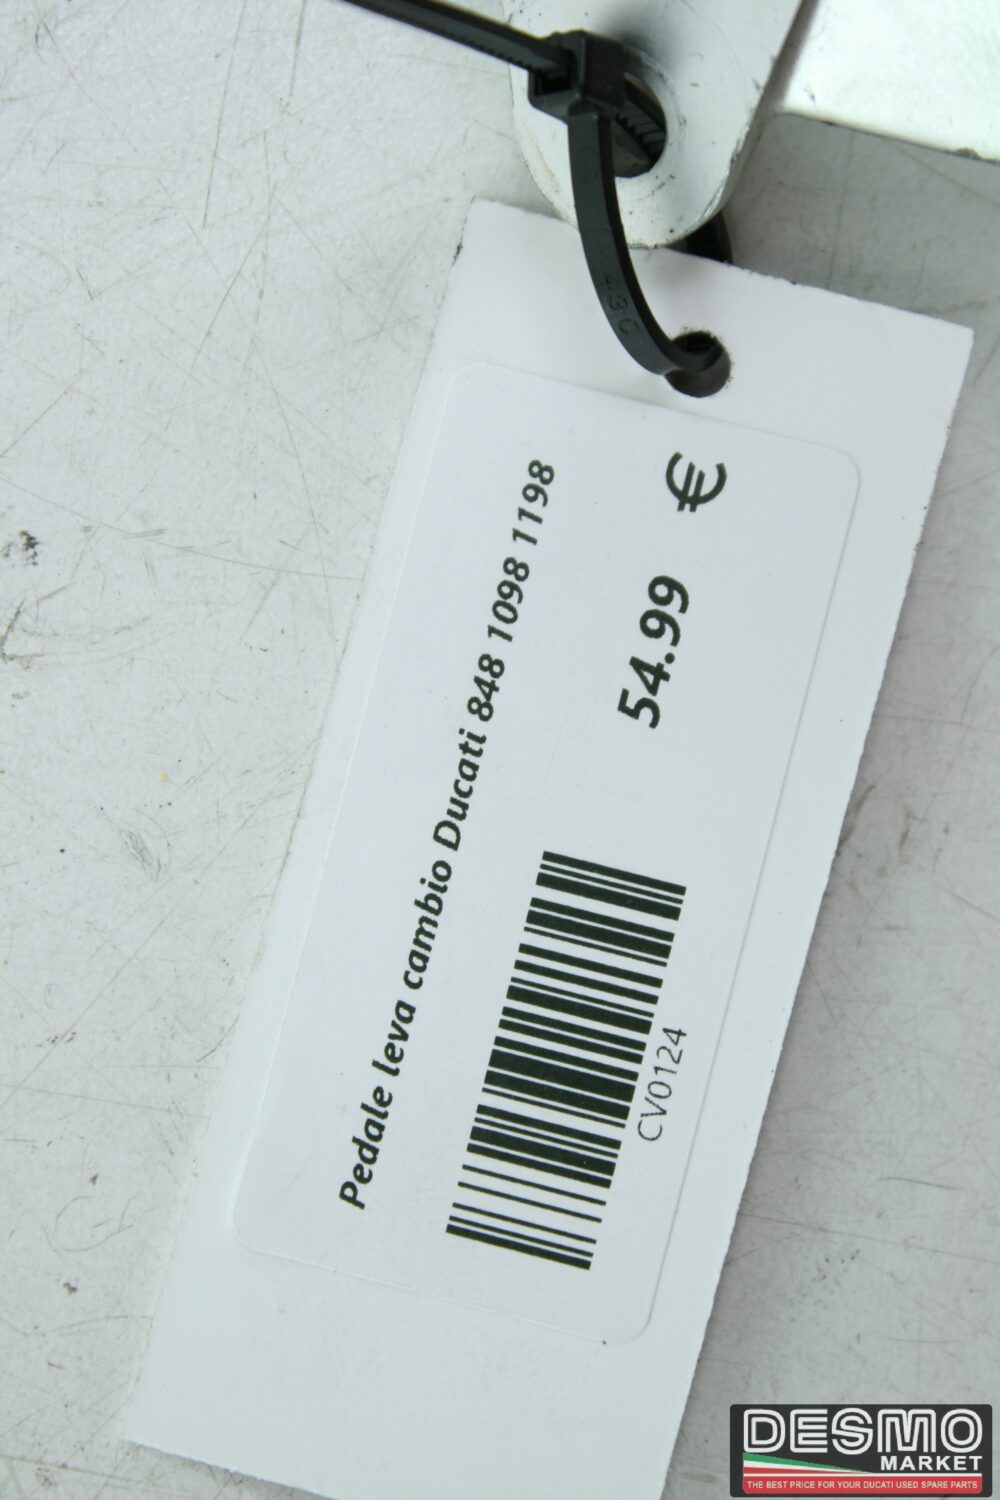 Pedale leva cambio Ducati 848 1098 1198
54.99 €
CV0124
DESMO
MARKET
THE BEST PRICE FOR YOUR DUCATI USED SPARE PARTS